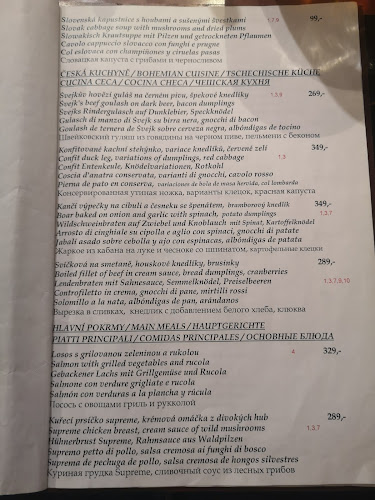 Slovenská kapustnice s houbami a sušenými švestkami 1,7,9 99,-
Slovak cabbage soup with mushrooms and dried plums
Slowakisch Krautsuppe mit Pilzen und getrockneten Pflaumen
Cavolo cappuccio slovacco con funghi e prugne
Col eslovaca con champiñones y ciruelas pasas
Словацкая капуста с грибами и черносливом
ČESKÁ KUCHYNĚ / BOHEMIAN CUISINE / TSCHECHISCHE KÜCHE
CUCINA CECA / COCINA CHECA / ЧЕШСКАЯ КУХНЯ
Švejkův hovězí guláš na černém pivu, špekové knedlíky 1,3,9 269,-
Svejk's beef goulash on dark beer, bacon dumplings
Svejks Rindergulasch auf Dunkelbier, Speckknödel
Gulasch di manzo di Švejk su birra nera, gnocchi di bacon
Goulash de ternera de Svejk sobre cerveza negra, albóndigas de tocino
Швейковский гуляш из говядины на черном пиве, пельмени с беконом
Konfitované kachní stehýnko, variace knedlíků, červené zelí 349,-
Confit duck leg, variations of dumplings, red cabbage 1,3
Confit Entenkeule, Knödelvariationen, Rotkohl
Coscia d'anatra conservata, varianti di gnocchi, cavolo rosso
Pierna de pato en conserva, variaciones de bola de masa hervida, col lombarda
Консервированная утиная ножка, варианты клецок, красная капуста
Kančí výpečky na cibuli a česneku se špenátem, bramborový knedlík 349,-
Boar baked on onion and garlic with spinach, potato dumplings 1,3,7
Wildschweinbraten auf Zwiebel und Knoblauch mit Spinat, Kartoffelknödel
Arrosto di cinghiale su cipolla e aglio con spinaci, gnocchi di patate
Jabalí asado sobre cebolla y ajo con espinacas, albóndigas de patata
Жаркое из кабана на луке и чесноке со шпинатом, картофельные клецки
Svíčková na smetaně, houskové knedlíky, brusinky 289,-
Boiled fillet of beef in cream sauce, bread dumplings, cranberries
Lendenbraten mit Sahnesauce, Semmelknödel, Preiselbeeren 1,3,7,9,10
Controfiletto in crema, gnocchi di pane, mirtilli rossi
Solomillo a la nata, albóndigas de pan, arándanos
Вырезка в сливках, кнедлик с добавлением белого хлеба, клюква
HLAVNÍ POKRMY / MAIN MEALS / HAUPTGERICHTE
PIATTI PRINCIPALI / COMIDAS PRINCIPALES / ОСНОВНЫЕ БЛЮДА
Losos s grilovanou zeleninou a rukolou 4 329,-
Salmon with grilled vegetables and rucola
Gebackener Lachs mit Grillgemüse und Rucola
Salmone con verdure grigliate e rucola
Salmón con verduras a la plancha y rúcula
Лосось с овощами гриль и рукколой
Kuřecí prsíčko supreme, krémová omáčka z divokých hub 289,-
Supreme chicken breast, cream sauce of wild mushrooms 1,3,7
Hühnerbrust Supreme, Rahmsauce aus Waldpilzen
Supremo petto di pollo, salsa cremosa ai funghi di bosco
Supremа de pechuga de pollo, salsa cremosa de hongos silvestres
Куриная грудка Supreme, сливочный соус из лесных грибов